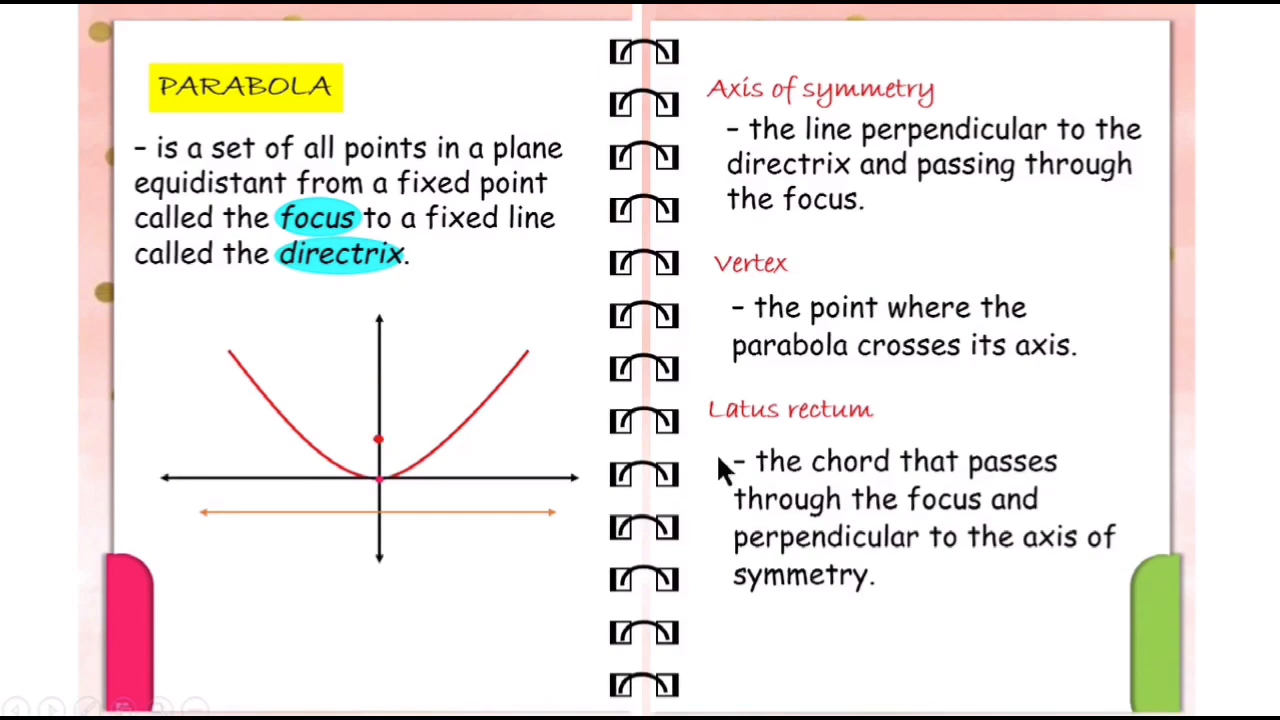 PARABOLA
– is a set of all points in a plane
equidistant from a fixed point
called the focus to a fixed line
called the directrix.
Axis of symmetry
– the line perpendicular to the
directrix and passing through
the focus.
Vertex
– the point where the
parabola crosses its axis.
Latus rectum
– the chord that passes
through the focus and
perpendicular to the axis of
symmetry.